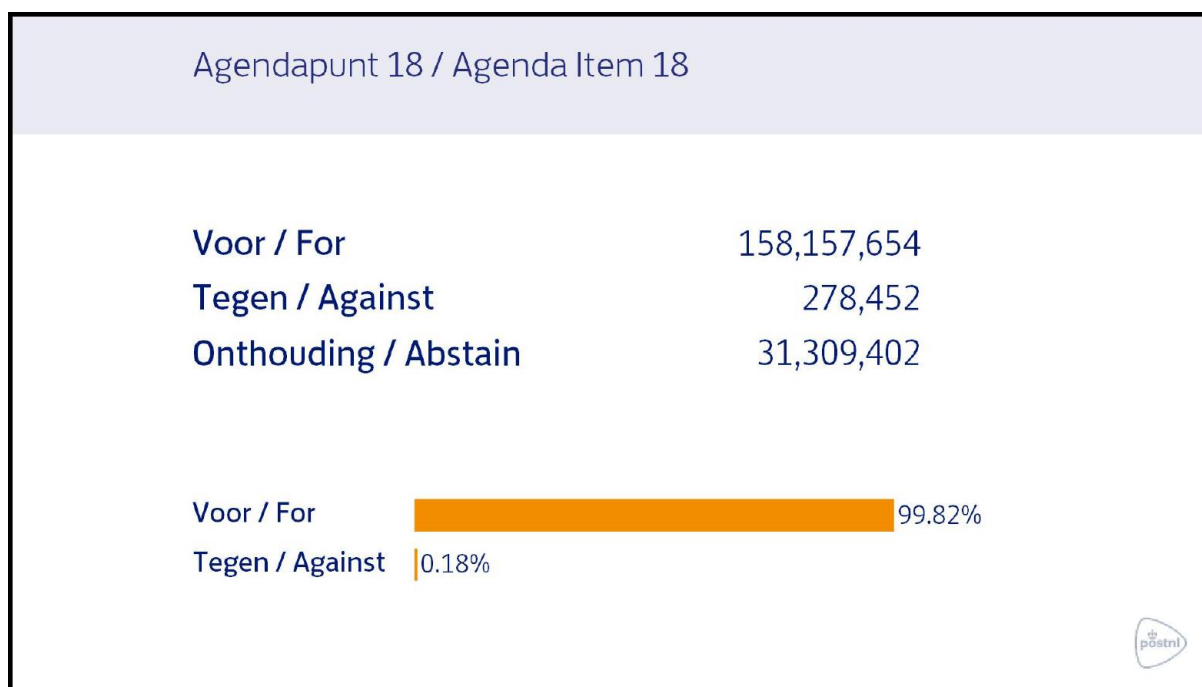 Agendapunt 18 / Agenda Item 18
Voor / For 158,157,654
Tegen / Against 278,452
Onthouding / Abstain 31,309,402
Voor / For 99.82%
Tegen / Against 0.18%
postnl